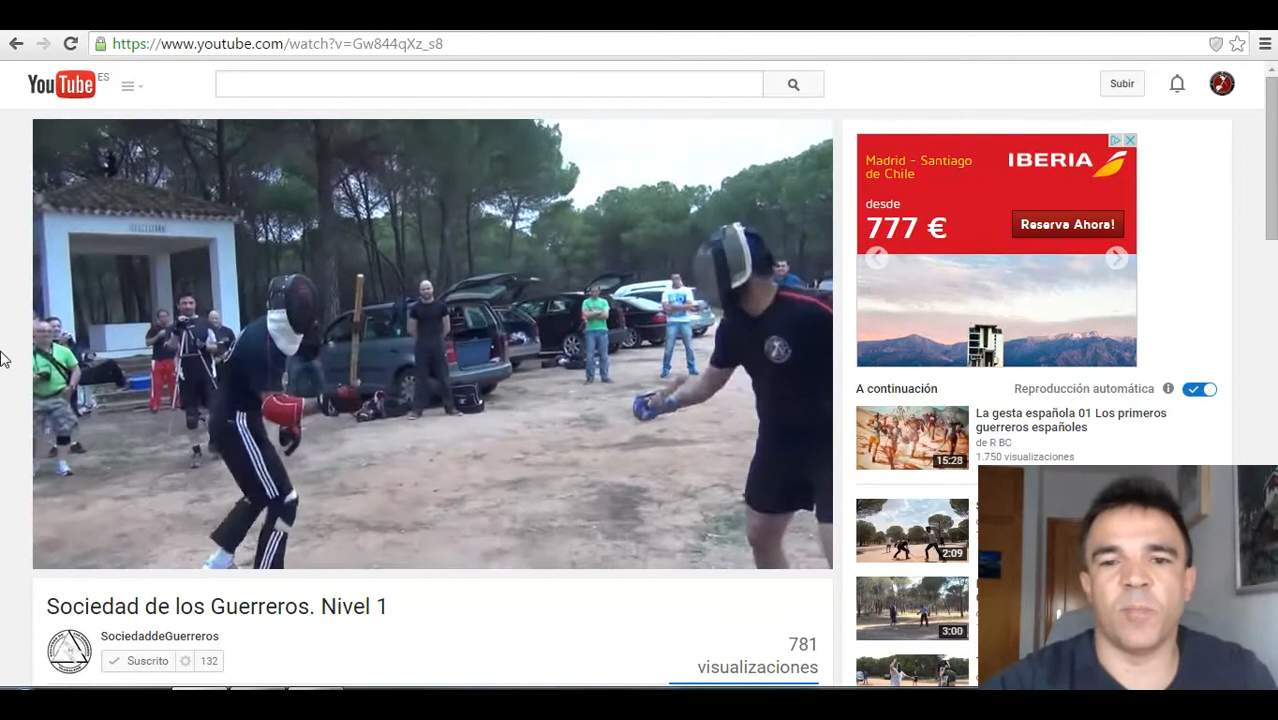 https://www.youtube.com/watch?v=Gw844qXz_s8
YouTube ES
Subir
Madrid - Santiago
de Chile
IBERIA
desde
777 €
Reserva Ahora!
A continuación
Reproducción automática
La gesta española 01 Los primeros
guerreros españoles
de R BC
1.750 visualizaciones
15:28
2:09
3:00
Sociedad de los Guerreros. Nivel 1
SociedaddeGuerreros
Suscrito
132
781
visualizaciones